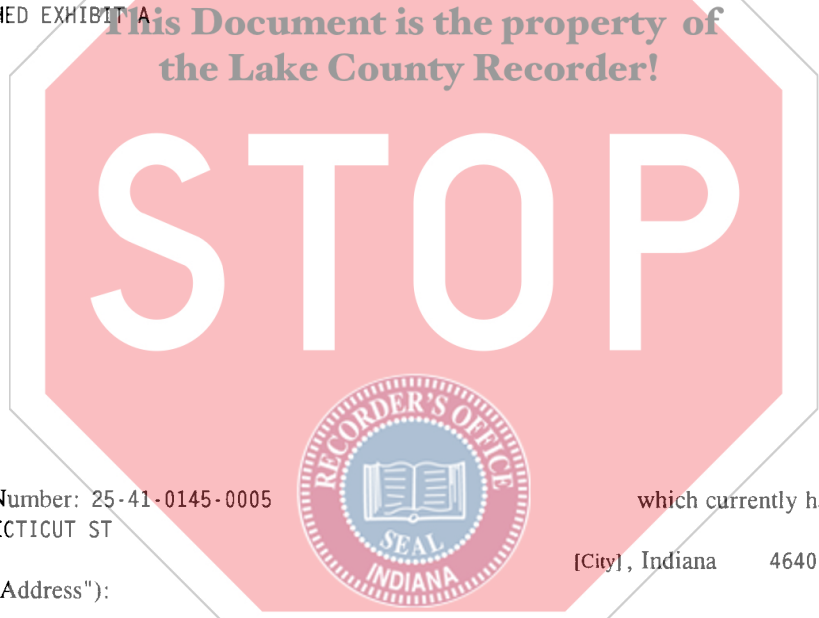 HED EXHIBIT A
This Document is the property of
the Lake County Recorder!
STOP
RECORDER'S OFFICE
SEAL
INDIANA
Number: 25-41-0145-0005 which currently h
CTICUT ST
[City], Indiana 4640
Address"):